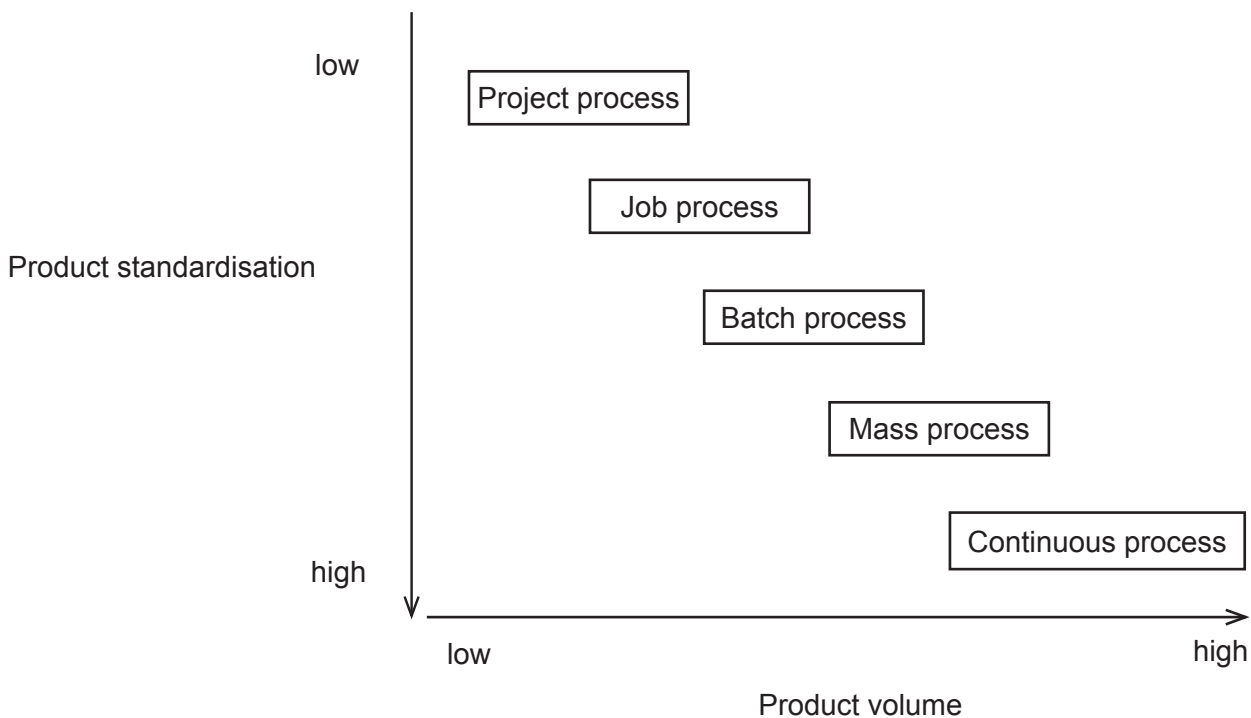 low
Project process
Job process
Product standardisation
Batch process
Mass process
Continuous process
high
low
high
Product volume